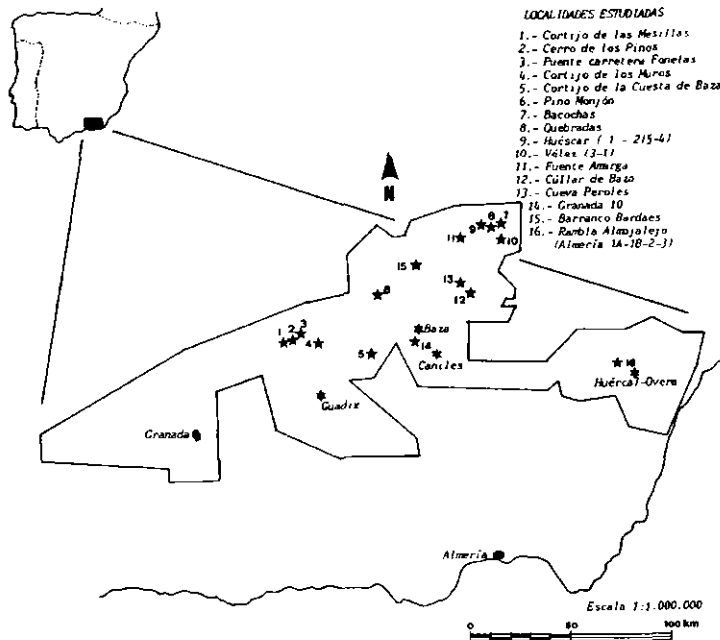 LOCALIDADES ESTUDIADAS
1.- Cortijo de las Mesillas
2.- Cerro de los Pinos
3.- Puente carretera Fonelas
4.- Cortijo de los Muros
5.- Cortijo de la Cuesta de Baza
6.- Pino Monjón
7.- Bacochas
8.- Quebradas
9.- Huéscar ( 1 - 2/5-4)
10.- Vélez (3-1)
11.- Fuente Amarga
12.- Cúllar de Baza
13.- Cueva Peroles
14.- Granada 10
15.- Barranco Bardaes
16.- Rambla Almajalejo
(Almería 1A-1B-2-3)
N
9 8 7
11 10
15
13
8
12
1 2 3
4
Baza
14
5
Caniles
16
Huércal-Overa
Guadix
Granada
Almería
Escala 1:1.000.000
0 50 100 km